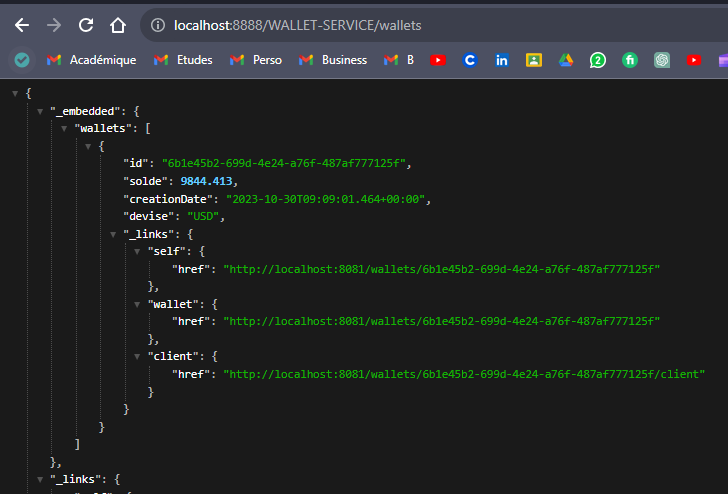 localhost:8888/WALLET-SERVICE/wallets
Académique Etudes Perso Business B
{
"_embedded": {
"wallets": [
{
"id": "6b1e45b2-699d-4e24-a76f-487af777125f",
"solde": 9844.413,
"creationDate": "2023-10-30T09:09:01.464+00:00",
"devise": "USD",
"_links": {
"self": {
"href": "http://localhost:8081/wallets/6b1e45b2-699d-4e24-a76f-487af777125f"
},
"wallet": {
"href": "http://localhost:8081/wallets/6b1e45b2-699d-4e24-a76f-487af777125f"
},
"client": {
"href": "http://localhost:8081/wallets/6b1e45b2-699d-4e24-a76f-487af777125f/client"
}
}
}
]
},
"_links": {